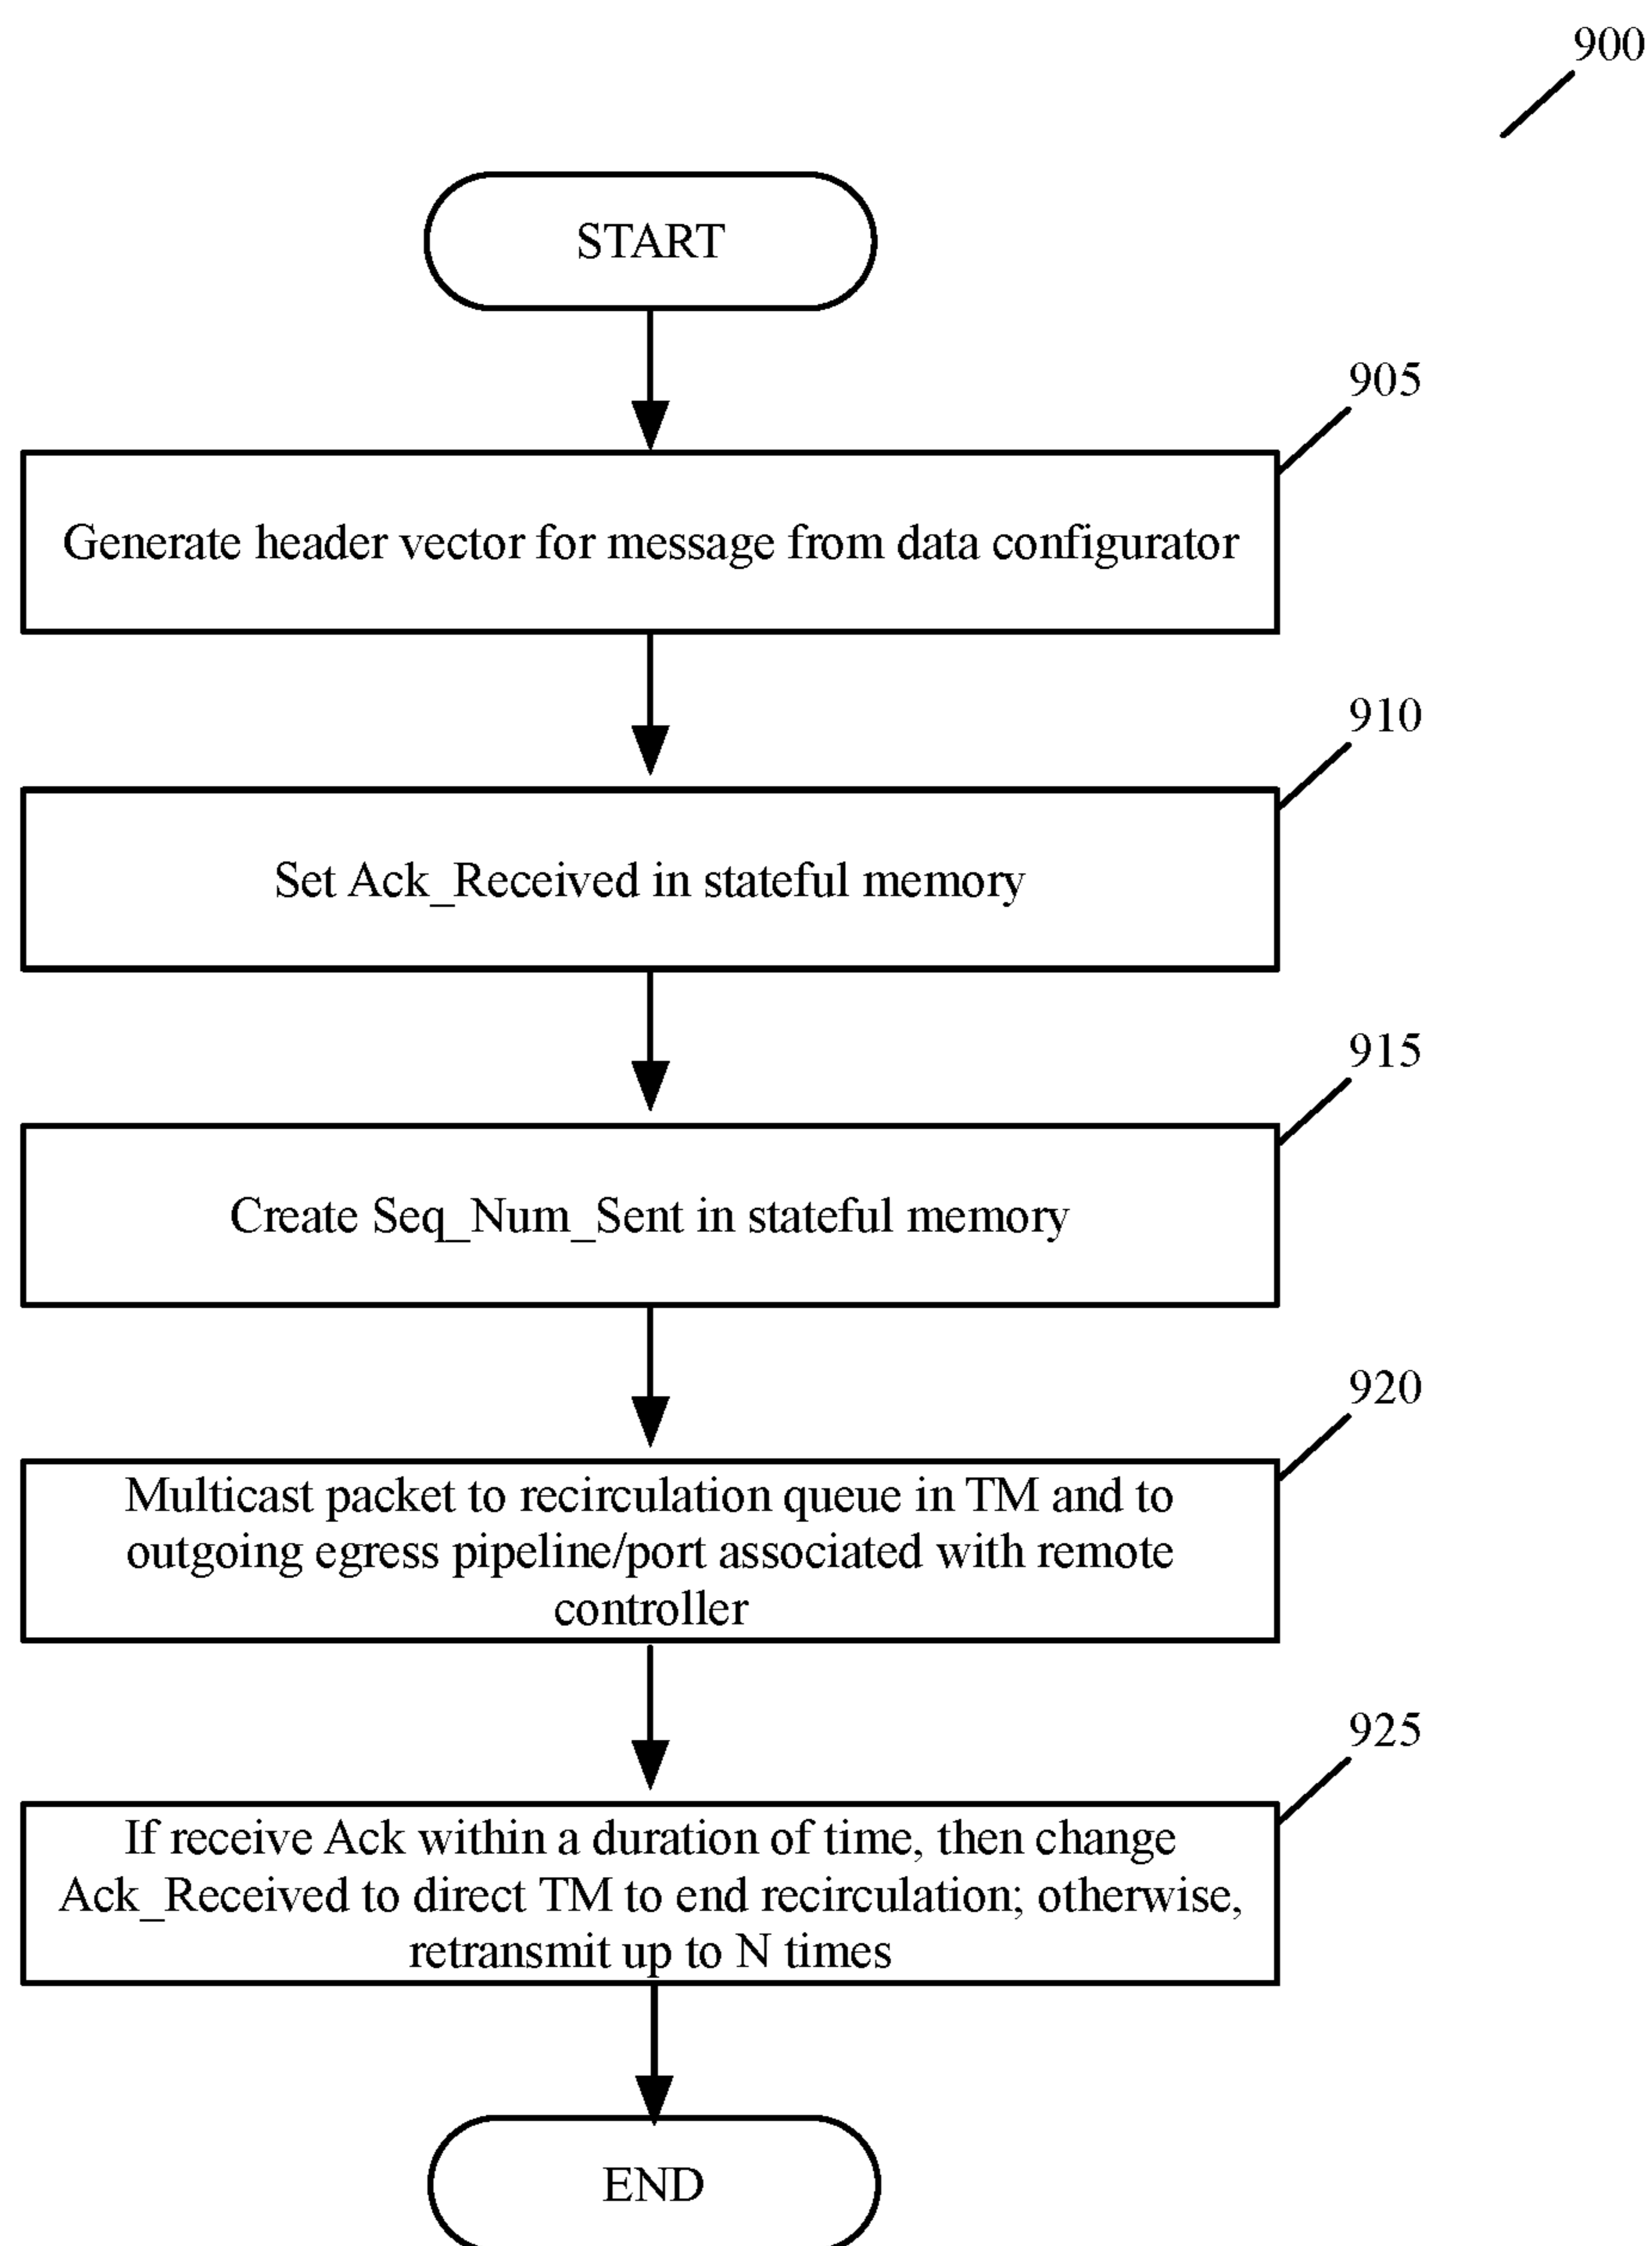 900
START
905
Generate header vector for message from data configurator
910
Set Ack_Received in stateful memory
915
Create Seq_Num_Sent in stateful memory
920
Multicast packet to recirculation queue in TM and to
outgoing egress pipeline/port associated with remote
controller
925
If receive Ack within a duration of time, then change
Ack_Received to direct TM to end recirculation; otherwise,
retransmit up to N times
END